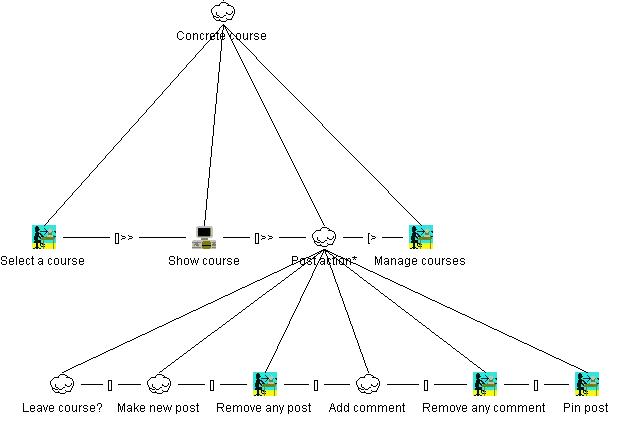 Concrete course
[]>>
[]>>
[>
Select a course
Show course
Post action*
Manage courses
[]
[]
[]
[]
[]
Leave course?
Make new post
Remove any post
Add comment
Remove any comment
Pin post